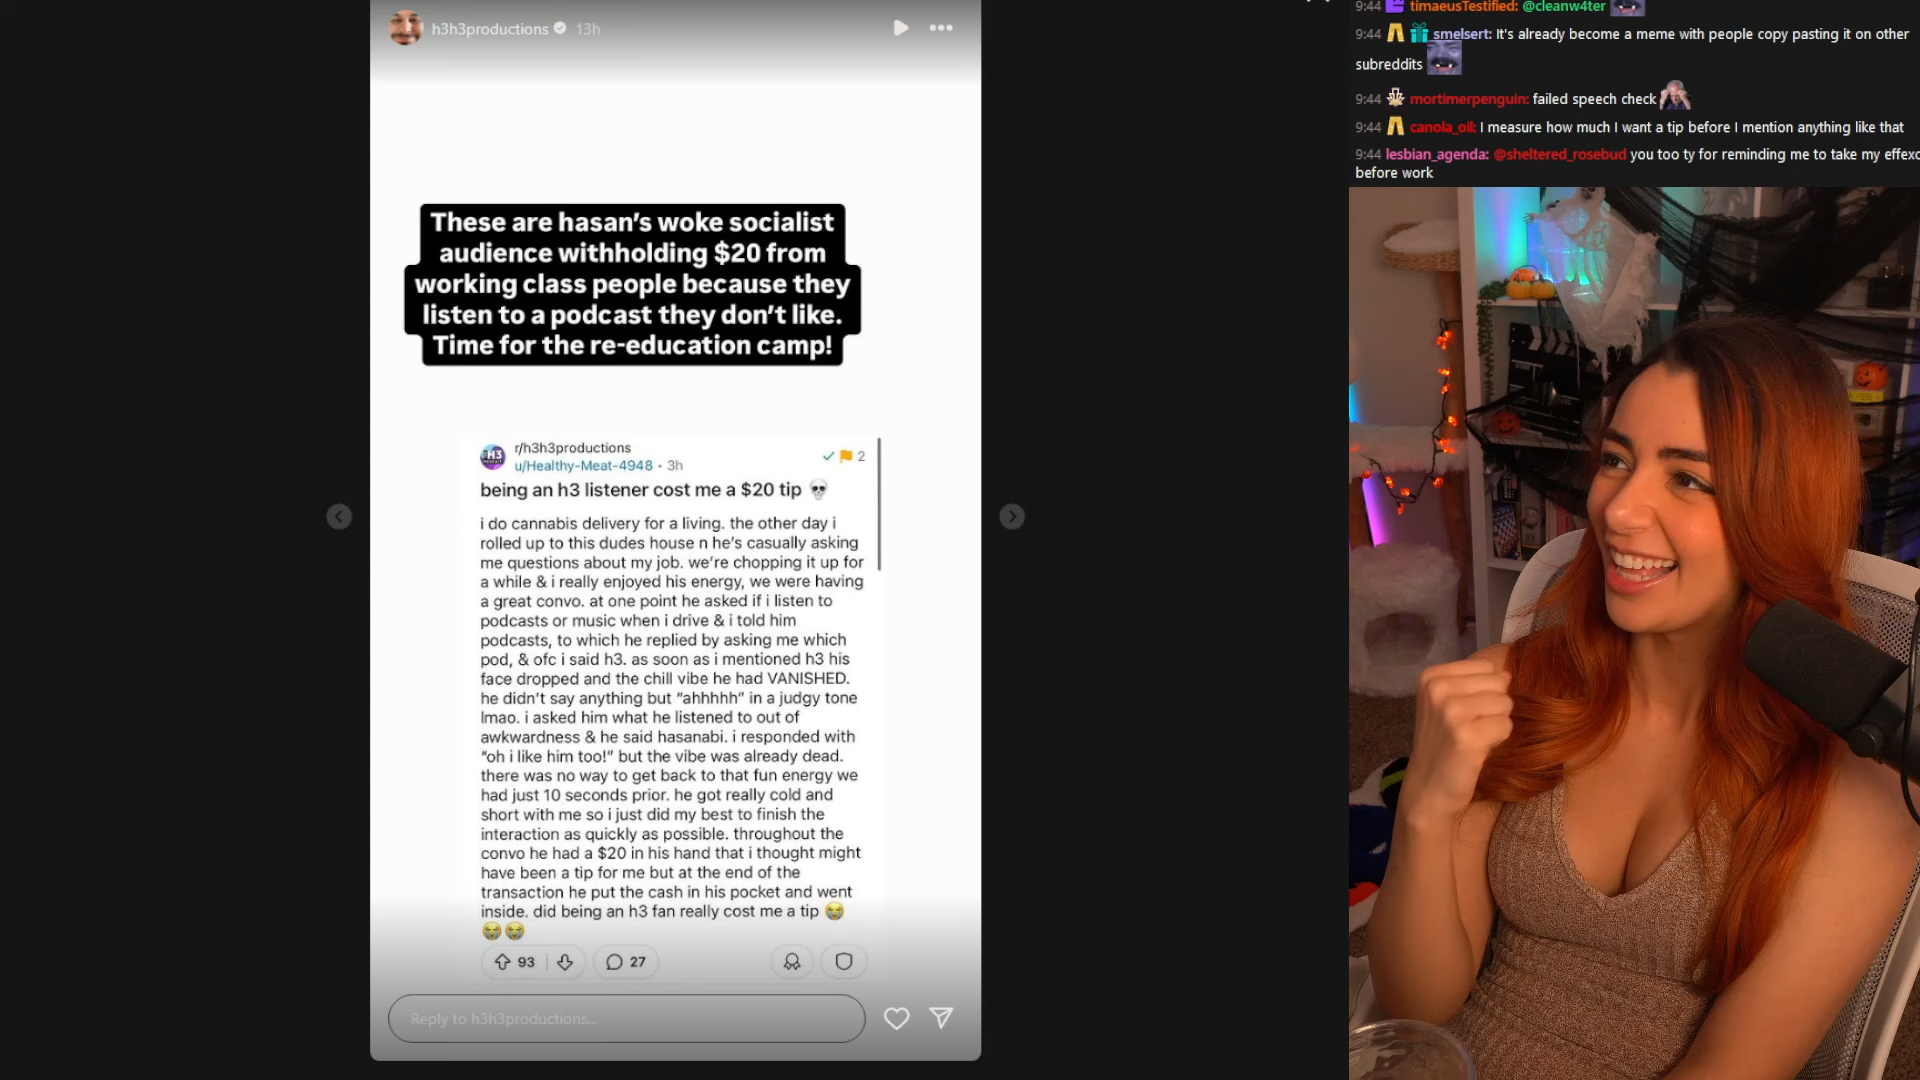 h3h3productions 13h
These are hasan's woke socialist
audience withholding $20 from
working class people because they
listen to a podcast they don't like.
Time for the re-education camp!
r/h3h3productions
u/Healthy-Meat-4948 • 3h
2
being an h3 listener cost me a $20 tip 💀
i do cannabis delivery for a living. the other day i
rolled up to this dudes house n he's casually asking
me questions about my job. we're chopping it up for
a while & i really enjoyed his energy, we were having
a great convo. at one point he asked if i listen to
podcasts or music when i drive & i told him
podcasts, to which he replied by asking me which
pod, & ofc i said h3. as soon as i mentioned h3 his
face dropped and the chill vibe he had VANISHED.
he didn't say anything but “ahhhhh” in a judgy tone
lmao. i asked him what he listened to out of
awkwardness & he said hasanabi. i responded with
“oh i like him too!” but the vibe was already dead.
there was no way to get back to that fun energy we
had just 10 seconds prior. he got really cold and
short with me so i just did my best to finish the
interaction as quickly as possible. throughout the
convo he had a $20 in his hand that i thought might
have been a tip for me but at the end of the
transaction he put the cash in his pocket and went
inside. did being an h3 fan really cost me a tip 😭
😭😭
93
27
Reply to h3h3productions...
9:44 timaeusTestified: @cleanw4ter
9:44 smelsert: It's already become a meme with people copy pasting it on other
subreddits
9:44 mortimerpenguin: failed speech check
9:44 canola_oil: I measure how much I want a tip before I mention anything like that
9:44 lesbian_agenda: @sheltered_rosebud you too ty for reminding me to take my effexo
before work